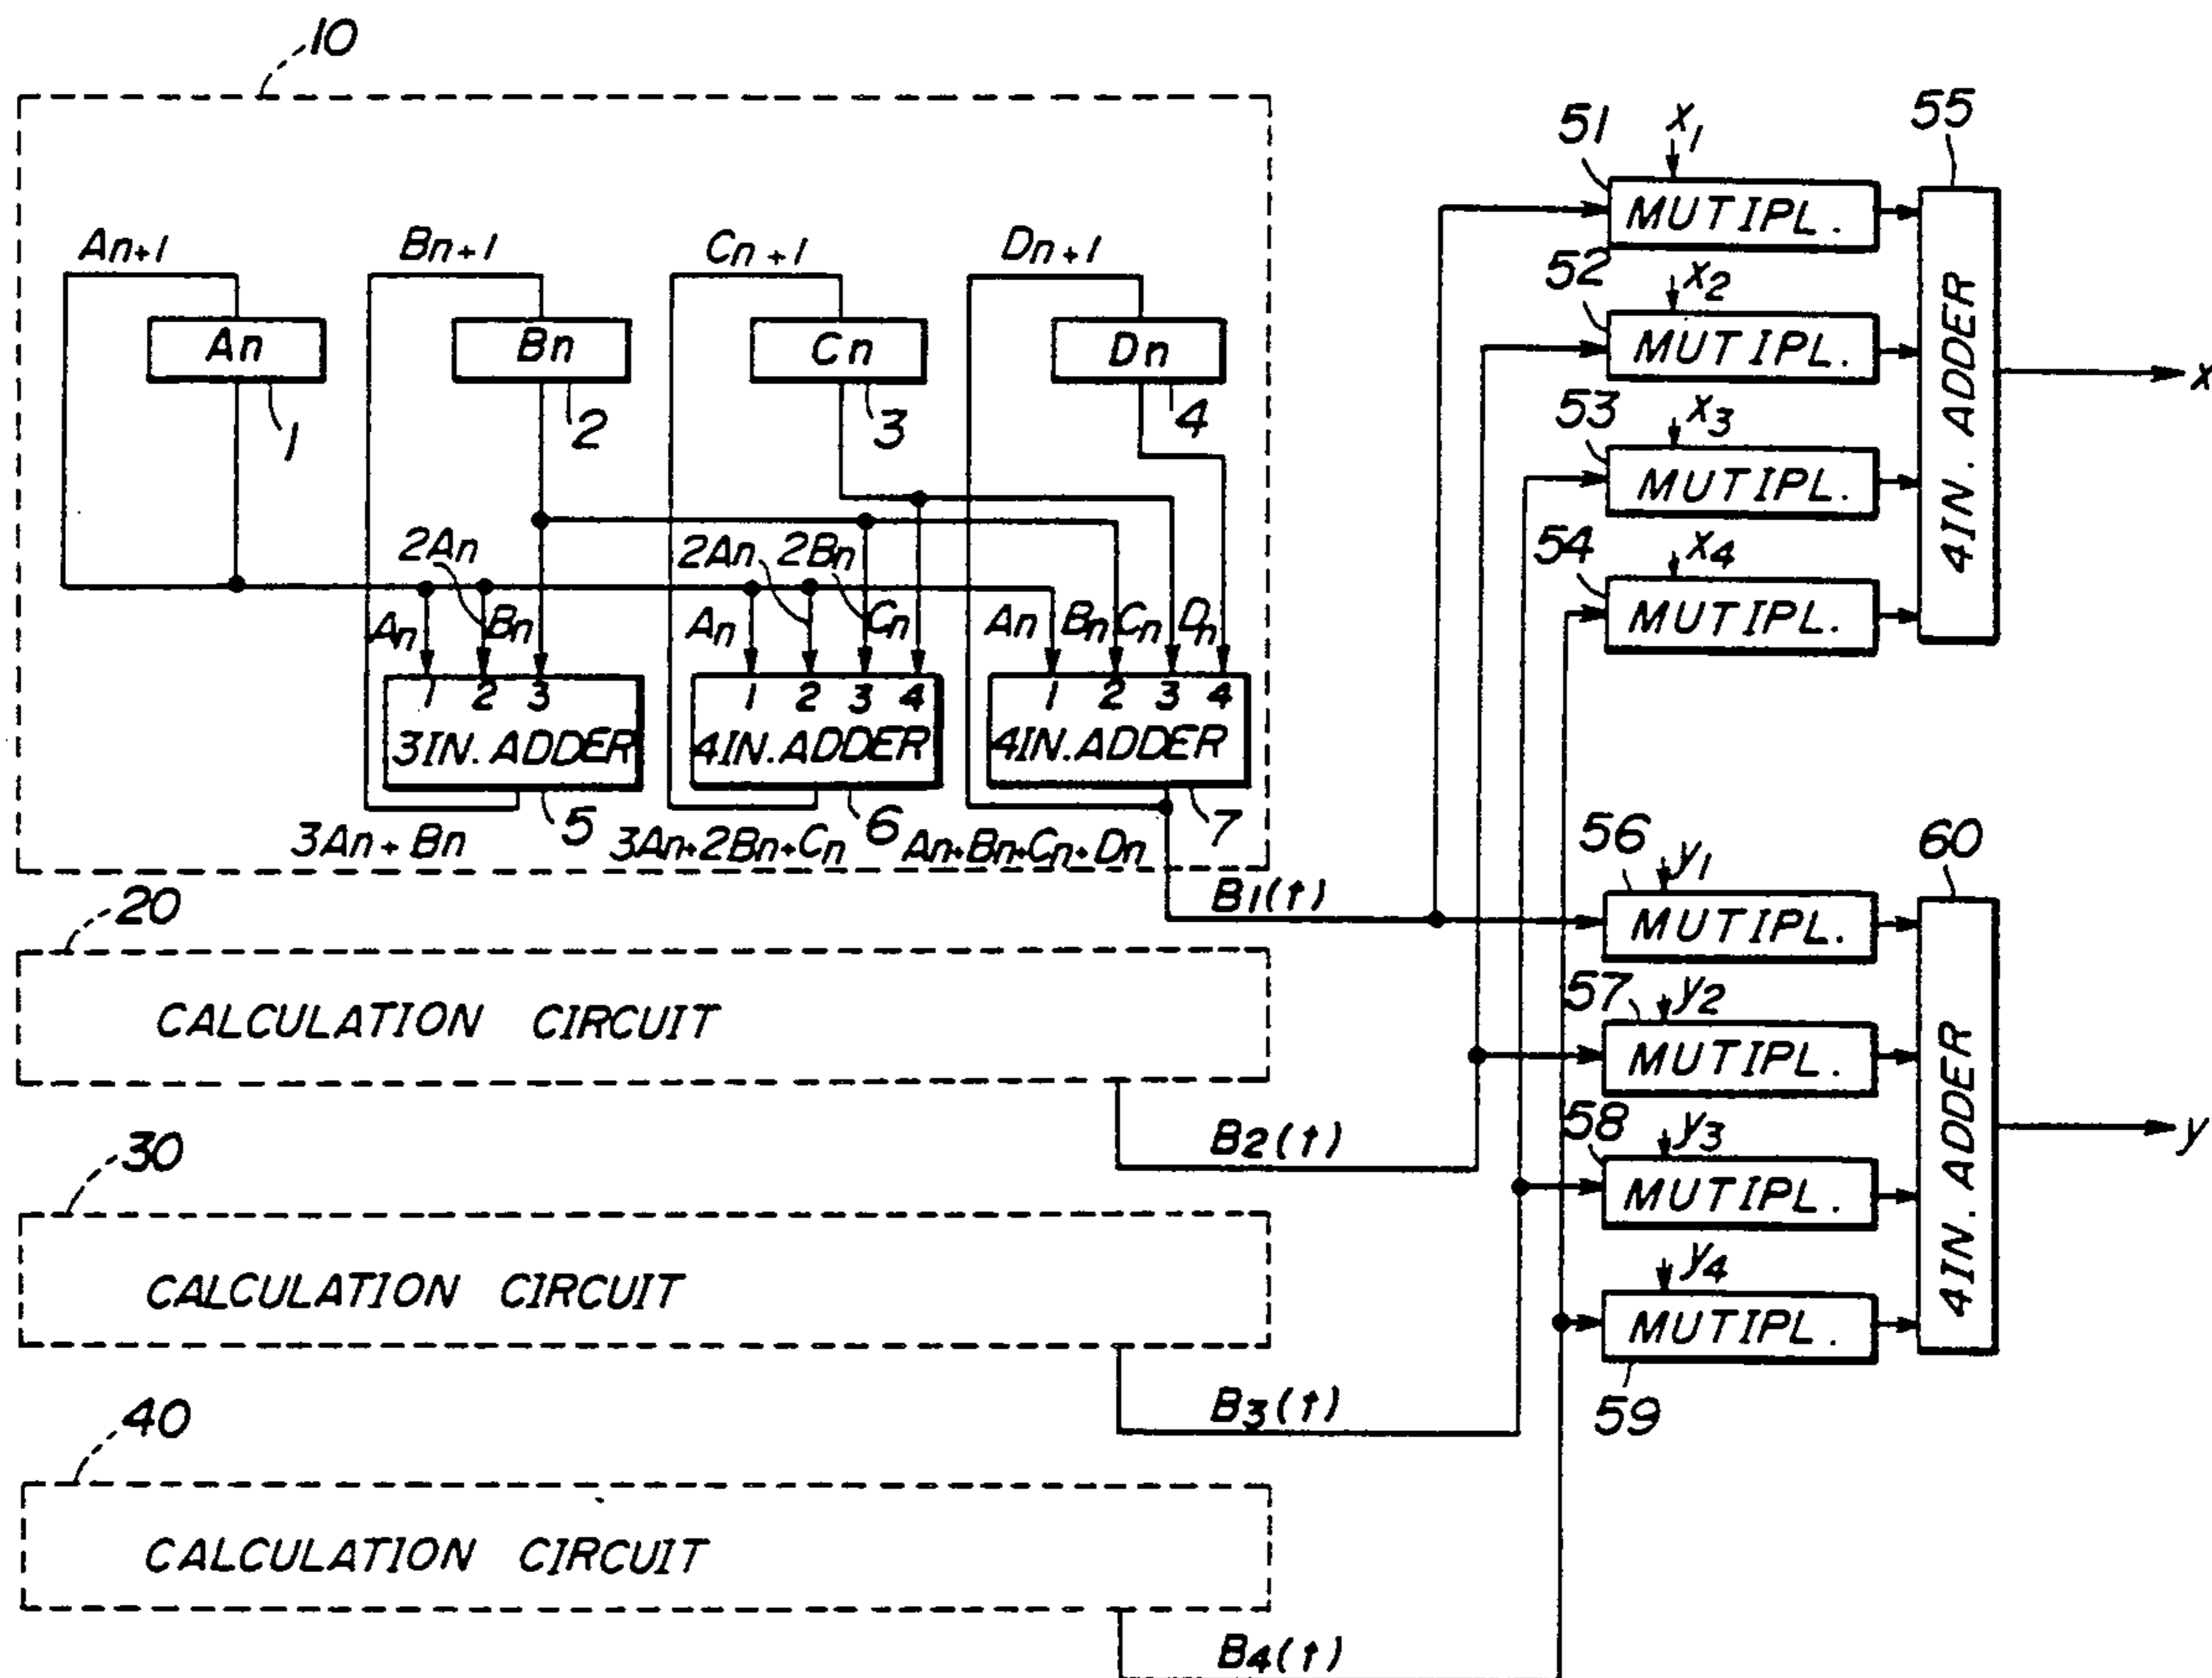 10
An+1 Bn+1 Cn+1 Dn+1
An Bn Cn Dn
1 2 3 4
2An 2An 2Bn
An Bn An Cn An Bn Cn Dn
1 2 3 1 2 3 4 1 2 3 4
3IN. ADDER 4IN. ADDER 4IN. ADDER
5 6 7
3An+Bn 3An+2Bn+Cn An+Bn+Cn+Dn
B1(t)
20
CALCULATION CIRCUIT
B2(t)
30
CALCULATION CIRCUIT
B3(t)
40
CALCULATION CIRCUIT
B4(t)
51 x1
MUTIPL.
52 x2
MUTIPL.
53 x3
MUTIPL.
54 x4
MUTIPL.
55
4IN. ADDER
x
56 y1
MUTIPL.
57 y2
MUTIPL.
58 y3
MUTIPL.
y4
MUTIPL.
59
60
4IN. ADDER
y